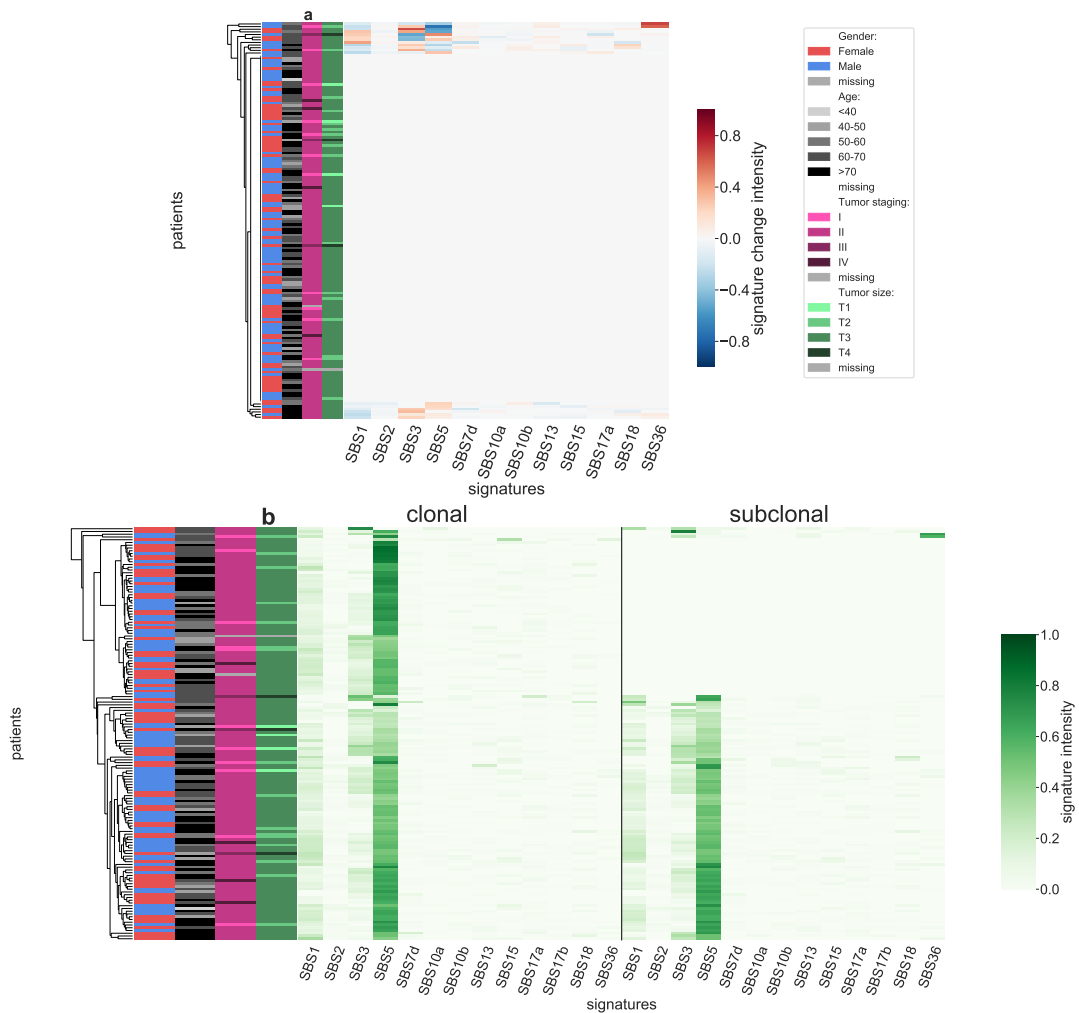 a
patients
0.8
0.4
0.0
−0.4
−0.8
signature change intensity
Gender:
Female
Male
missing
Age:
<40
40-50
50-60
60-70
>70
missing
Tumor staging:
I
II
III
IV
missing
Tumor size:
T1
T2
T3
T4
missing
SBS1
SBS2
SBS3
SBS5
SBS7d
SBS10a
SBS10b
SBS13
SBS15
SBS17a
SBS18
SBS36
signatures
b
clonal
subclonal
patients
1.0
0.8
0.6
0.4
0.2
0.0
signature intensity
SBS1
SBS2
SBS3
SBS5
SBS7d
SBS10a
SBS10b
SBS13
SBS15
SBS17a
SBS17b
SBS18
SBS36
SBS1
SBS2
SBS3
SBS5
SBS7d
SBS10a
SBS10b
SBS13
SBS15
SBS17a
SBS17b
SBS18
SBS36
signatures